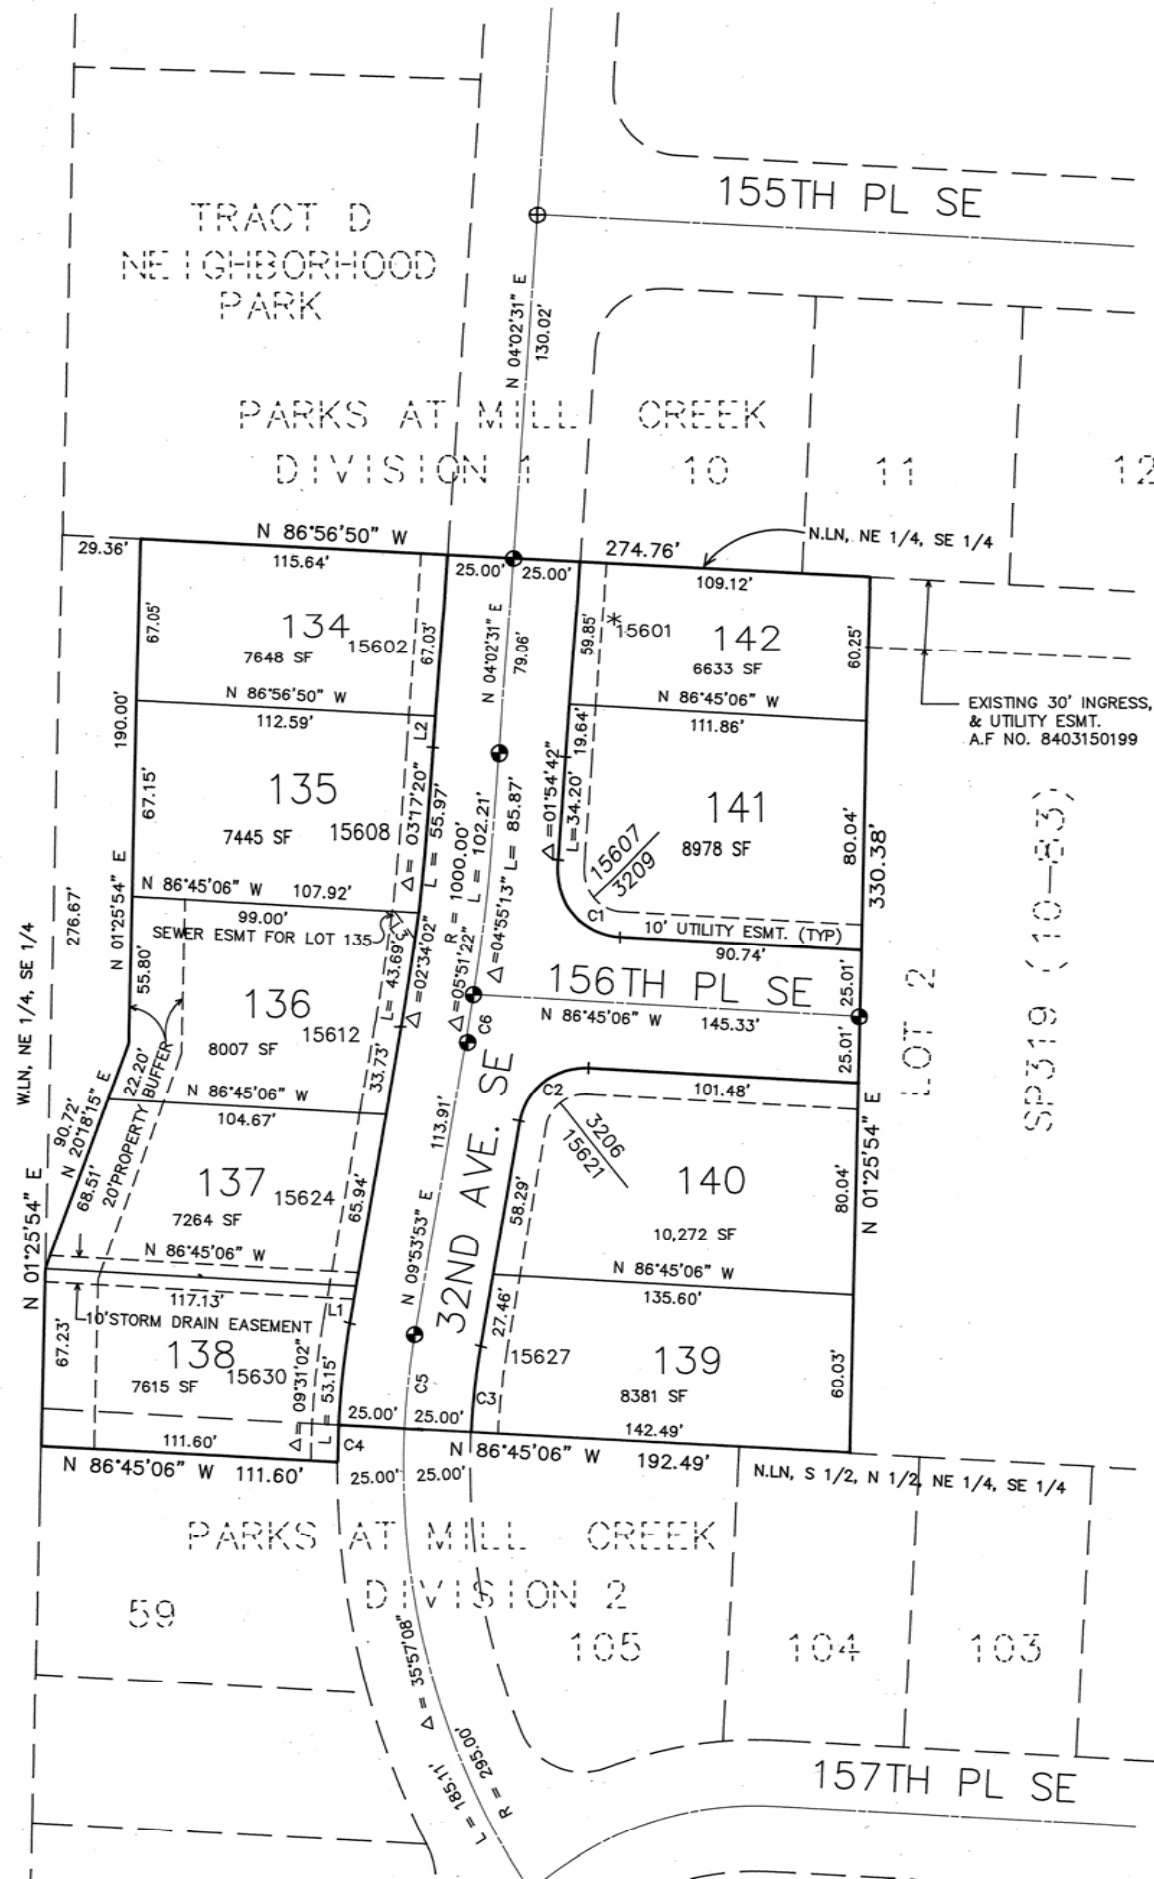 155TH PL SE
TRACT D
NEIGHBORHOOD
PARK
N 04°02'31" E
130.02'
PARKS AT MILL CREEK
DIVISION 1
10
11
12
N 86°56'50" W
274.76'
N.LN, NE 1/4, SE 1/4
29.36'
115.64'
25.00'
25.00'
109.12'
67.05'
134
15602
7648 SF
67.03'
N 04°02'31" E
79.06'
59.85'
*15601
142
6633 SF
60.25'
N 86°56'50" W
112.59'
N 86°45'06" W
111.86'
EXISTING 30' INGRESS,
& UTILITY ESMT.
A.F NO. 8403150199
190.00'
L2
19.64'
67.15'
135
7445 SF
15608
Δ = 03°17'20"
L = 55.97'
R = 1000.00'
L = 102.21'
L= 85.87'
Δ=01°54'42"
L=34.20'
141
8978 SF
15607
3209
80.04'
330.38'
N 86°45'06" W 107.92'
99.00'
SEWER ESMT FOR LOT 135
L3
C1
10' UTILITY ESMT. (TYP)
90.74'
N 01°25'54" E
276.67'
W.LN, NE 1/4, SE 1/4
55.80'
136
8007 SF
15612
L= 43.69'
Δ=02°34'02"
Δ=05°51'22"
Δ=04°55'13"
156TH PL SE
25.01'
N 86°45'06" W 145.33'
25.01'
C6
LOT 2
SP319 (10-83)
22.20'
20'PROPERTY BUFFER
N 86°45'06" W
104.67'
33.73'
C2
101.48'
3206
15621
90.72'
N 20°18'15" E
68.51'
137
15624
7264 SF
65.94'
113.91'
N 09°53'53" E
32ND AVE. SE
58.29'
140
10,272 SF
80.04'
N 01°25'54" E
N 01°25'54" E
N 86°45'06" W
N 86°45'06" W
135.60'
117.13'
L1
10'STORM DRAIN EASEMENT
67.23'
138
7615 SF
15630
Δ = 09°31'02"
L = 53.15'
27.46'
15627
139
8381 SF
60.03'
C5
C3
25.00'
25.00'
142.49'
111.60'
C4
N 86°45'06" W 111.60'
25.00'
25.00'
N 86°45'06" W 192.49'
N.LN, S 1/2, N 1/2, NE 1/4, SE 1/4
PARKS AT MILL CREEK
DIVISION 2
59
105
104
103
Δ = 35°57'08"
L = 185.11'
R = 295.00'
157TH PL SE